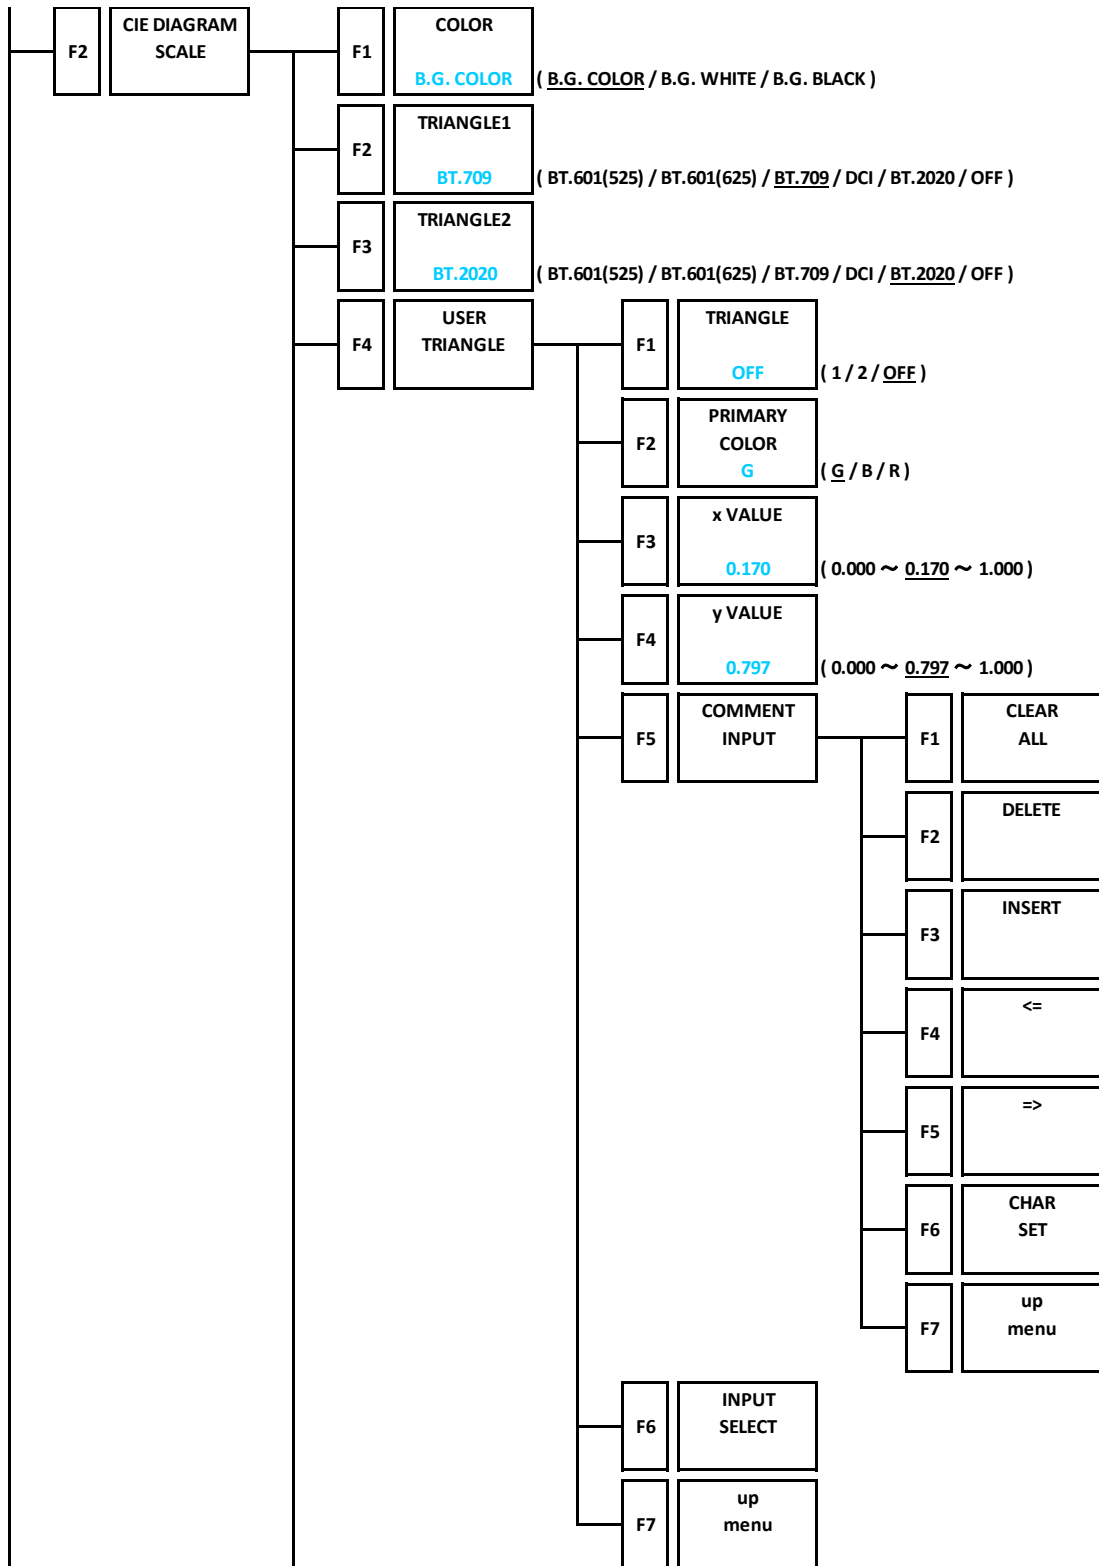 F2
CIE DIAGRAM
SCALE
F1
COLOR
B.G. COLOR
( B.G. COLOR / B.G. WHITE / B.G. BLACK )
F2
TRIANGLE1
BT.709
( BT.601(525) / BT.601(625) / BT.709 / DCI / BT.2020 / OFF )
F3
TRIANGLE2
BT.2020
( BT.601(525) / BT.601(625) / BT.709 / DCI / BT.2020 / OFF )
F4
USER
TRIANGLE
F1
TRIANGLE
OFF
( 1 / 2 / OFF )
F2
PRIMARY
COLOR
G
( G / B / R )
F3
x VALUE
0.170
( 0.000 ～ 0.170 ～ 1.000 )
F4
y VALUE
0.797
( 0.000 ～ 0.797 ～ 1.000 )
F5
COMMENT
INPUT
F1
CLEAR
ALL
F2
DELETE
F3
INSERT
F4
<=
F5
=>
F6
CHAR
SET
F7
up
menu
F6
INPUT
SELECT
F7
up
menu